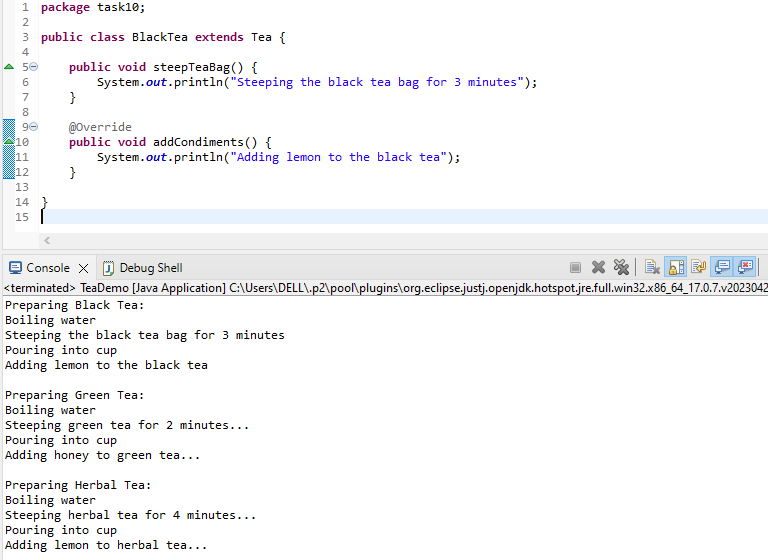 1 package task10;
2
3 public class BlackTea extends Tea {
4
5 public void steepTeaBag() {
6 System.out.println("Steeping the black tea bag for 3 minutes");
7 }
8
9 @Override
10 public void addCondiments() {
11 System.out.println("Adding lemon to the black tea");
12 }
13
14 }
15
Console Debug Shell
<terminated> TeaDemo [Java Application] C:\Users\DELL\.p2\pool\plugins\org.eclipse.justj.openjdk.hotspot.jre.full.win32.x86_64_17.0.7.v2023042
Preparing Black Tea:
Boiling water
Steeping the black tea bag for 3 minutes
Pouring into cup
Adding lemon to the black tea
Preparing Green Tea:
Boiling water
Steeping green tea for 2 minutes...
Pouring into cup
Adding honey to green tea...
Preparing Herbal Tea:
Boiling water
Steeping herbal tea for 4 minutes...
Pouring into cup
Adding lemon to herbal tea...